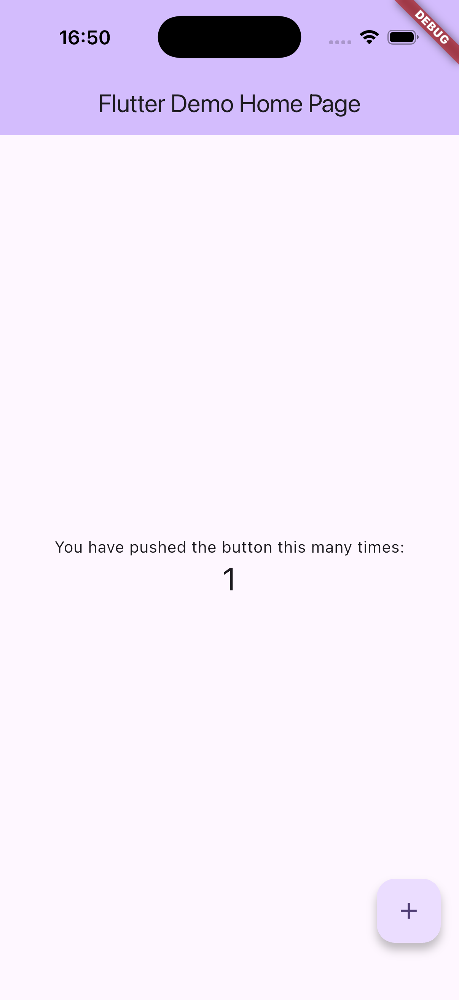 16:50
DEBUG
Flutter Demo Home Page
You have pushed the button this many times:
1
+